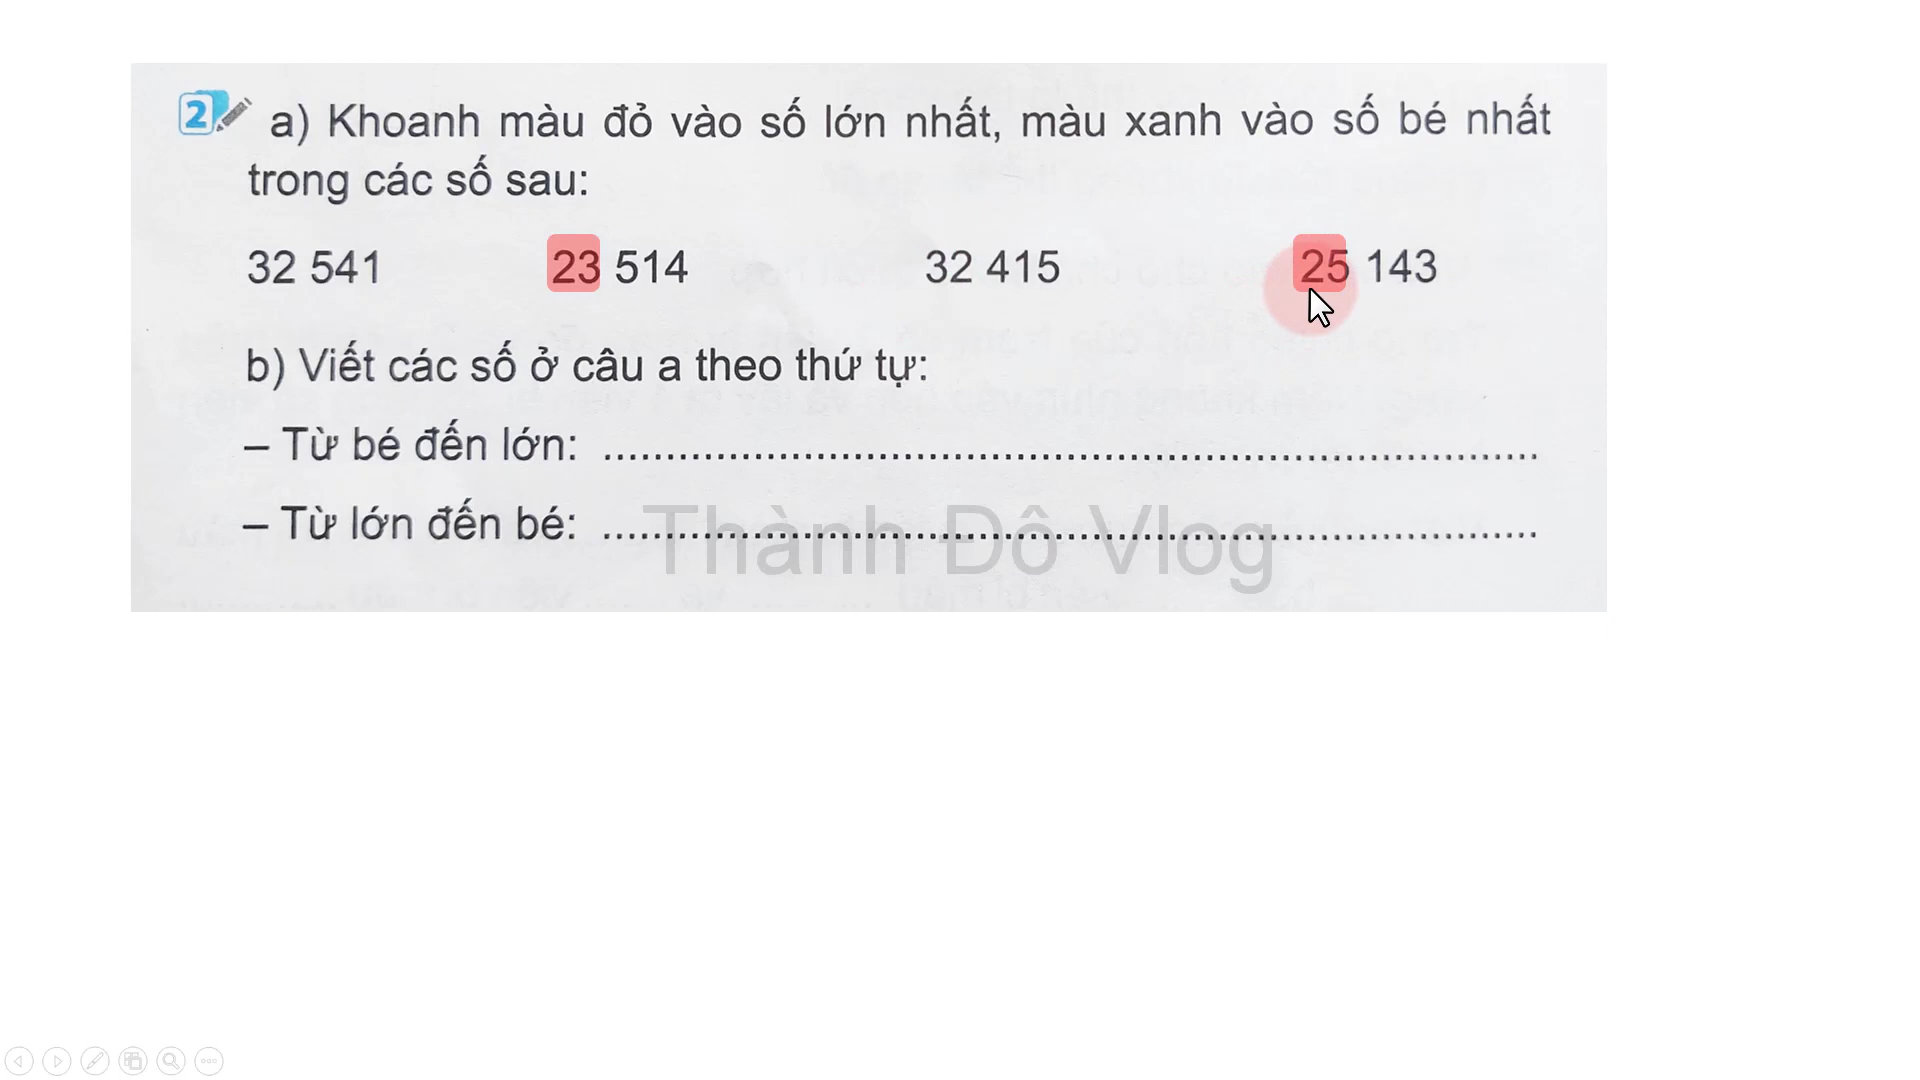 2 a) Khoanh màu đỏ vào số lớn nhất, màu xanh vào số bé nhất
trong các số sau:
32 541 23 514 32 415 25 143
b) Viết các số ở câu a theo thứ tự:
– Từ bé đến lớn: ........................................................................
– Từ lớn đến bé: ........................................................................
Thành Đô Vlog